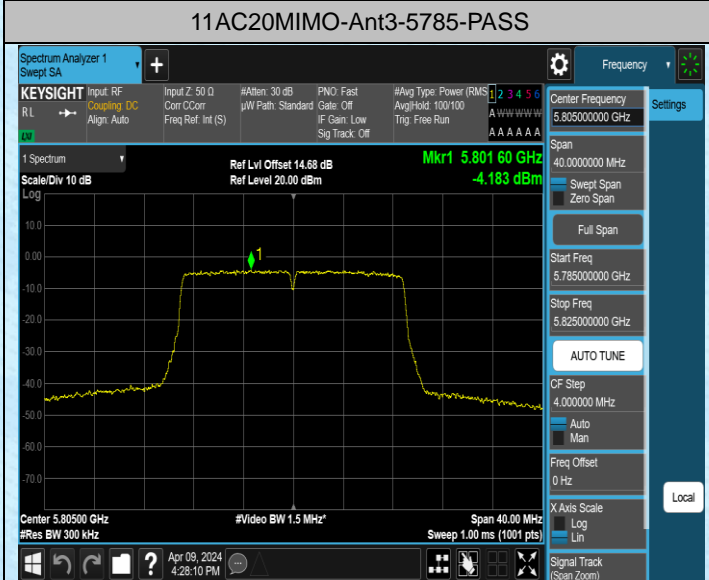 11AC20MIMO-Ant3-5785-PASS
Spectrum Analyzer 1
Swept SA
Frequency
KEYSIGHT
RL
Input: RF
Coupling: DC
Align: Auto
Input Z: 50 Ω
Corr CCorr
Freq Ref: Int (S)
#Atten: 30 dB
µW Path: Standard
PNO: Fast
Gate: Off
IF Gain: Low
Sig Track: Off
#Avg Type: Power (RMS
Avg|Hold: 100/100
Trig: Free Run
1 2 3 4 5 6
A W W W W W
A A A A A A
LXI
1 Spectrum
Scale/Div 10 dB
Log
Ref Lvl Offset 14.68 dB
Ref Level 20.00 dBm
Mkr1 5.801 60 GHz
-4.183 dBm
10.0
0.00
-10.0
-20.0
-30.0
-40.0
-50.0
-60.0
-70.0
1
Center 5.80500 GHz
#Res BW 300 kHz
#Video BW 1.5 MHz*
Span 40.00 MHz
Sweep 1.00 ms (1001 pts)
Apr 09, 2024
4:28:10 PM
?
Center Frequency
5.805000000 GHz
Settings
Span
40.0000000 MHz
Swept Span
Zero Span
Full Span
Start Freq
5.785000000 GHz
Stop Freq
5.825000000 GHz
AUTO TUNE
CF Step
4.000000 MHz
Auto
Man
Freq Offset
0 Hz
X Axis Scale
Log
Lin
Local
Signal Track
(Span Zoom)